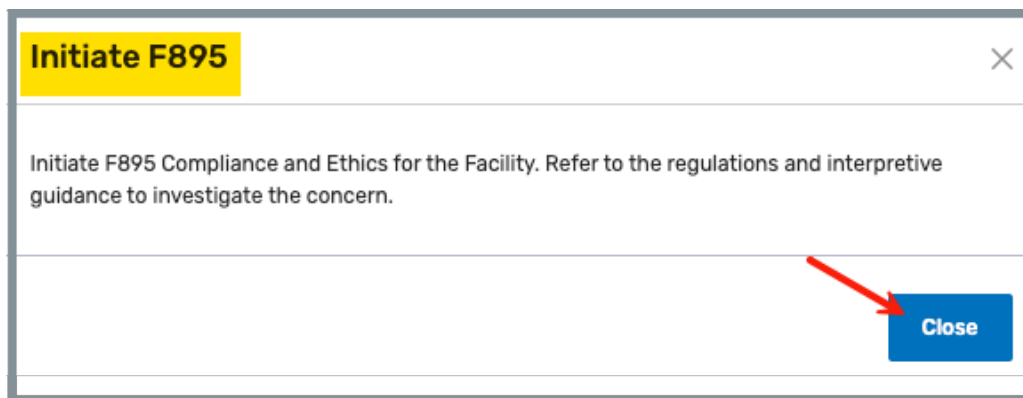 Initiate F895
Initiate F895 Compliance and Ethics for the Facility. Refer to the regulations and interpretive
guidance to investigate the concern.
Close